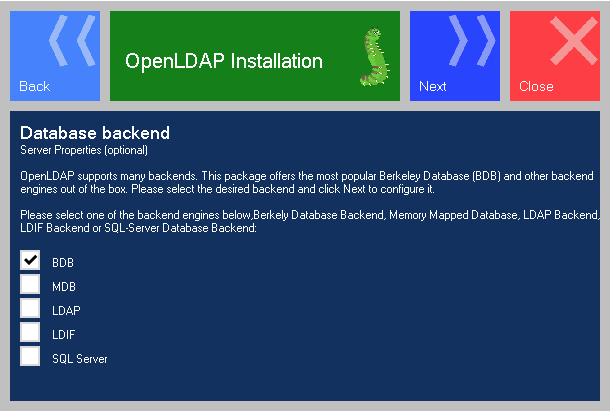 Back
OpenLDAP Installation
Next
Close
Database backend
Server Properties (optional)
OpenLDAP supports many backends. This package offers the most popular Berkeley Database (BDB) and other backend
engines out of the box. Please select the desired backend and click Next to configure it.
Please select one of the backend engines below,Berkely Database Backend, Memory Mapped Database, LDAP Backend,
LDIF Backend or SQL-Server Database Backend:
BDB
MDB
LDAP
LDIF
SQL Server